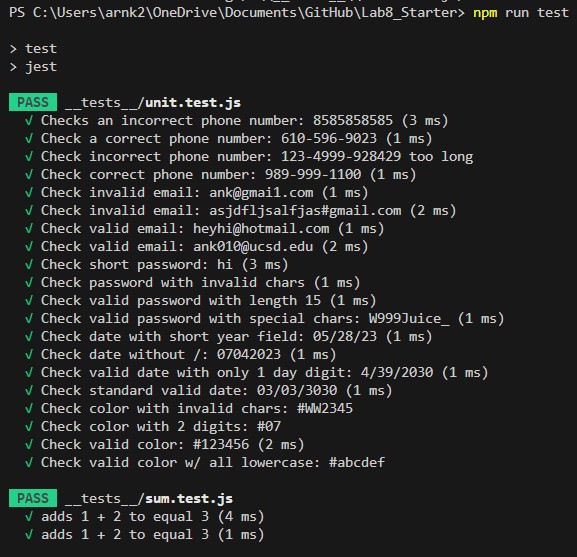 PS C:\Users\arnk2\OneDrive\Documents\GitHub\Lab8_Starter> npm run test
> test
> jest
PASS __tests__/unit.test.js
√ Checks an incorrect phone number: 8585858585 (3 ms)
√ Check a correct phone number: 610-596-9023 (1 ms)
√ Check incorrect phone number: 123-4999-928429 too long
√ Check correct phone number: 989-999-1100 (1 ms)
√ Check invalid email: ank@gmai1.com (1 ms)
√ Check invalid email: asjdfljsalfjas#gmail.com (2 ms)
√ Check valid email: heyhi@hotmail.com (1 ms)
√ Check valid email: ank010@ucsd.edu (2 ms)
√ Check short password: hi (3 ms)
√ Check password with invalid chars (1 ms)
√ Check valid password with length 15 (1 ms)
√ Check valid password with special chars: W999Juice_ (1 ms)
√ Check date with short year field: 05/28/23 (1 ms)
√ Check date without /: 07042023 (1 ms)
√ Check valid date with only 1 day digit: 4/39/2030 (1 ms)
√ Check standard valid date: 03/03/3030 (1 ms)
√ Check color with invalid chars: #WW2345
√ Check color with 2 digits: #07
√ Check valid color: #123456 (2 ms)
√ Check valid color w/ all lowercase: #abcdef
PASS __tests__/sum.test.js
√ adds 1 + 2 to equal 3 (4 ms)
√ adds 1 + 2 to equal 3 (1 ms)